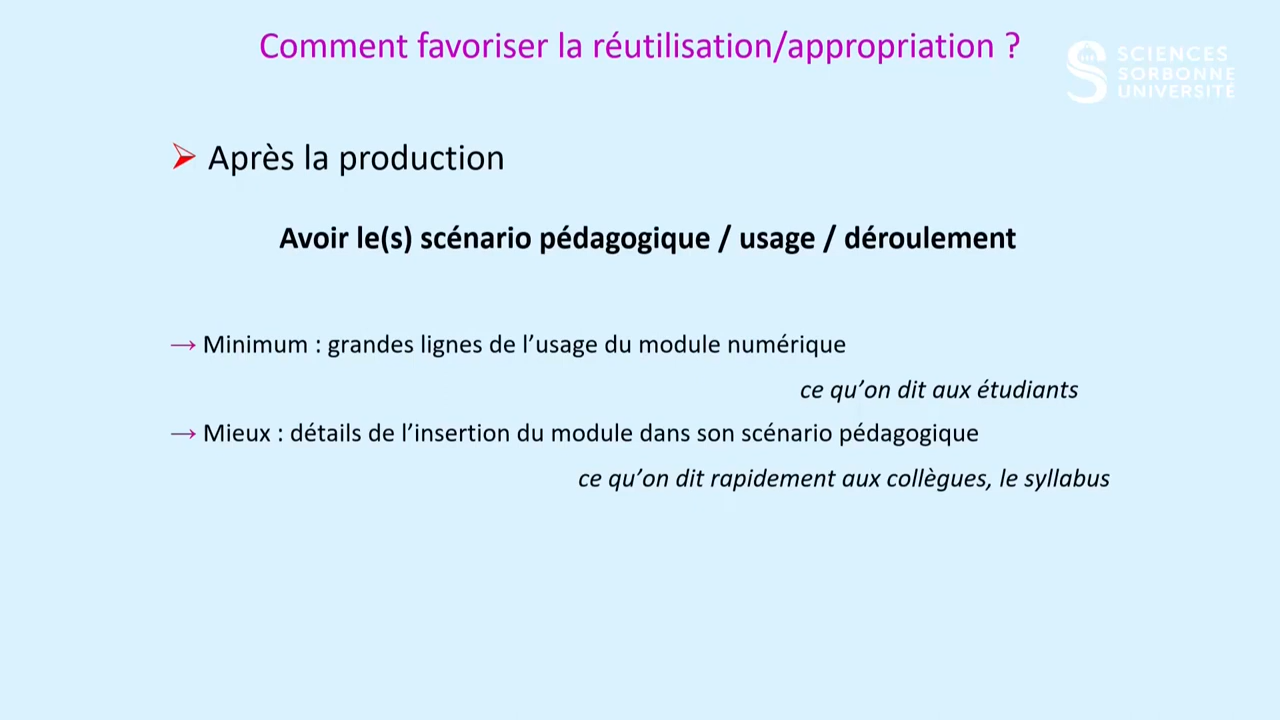 Comment favoriser la réutilisation/appropriation ?
SCIENCES
SORBONNE
UNIVERSITÉ
➢ Après la production
Avoir le(s) scénario pédagogique / usage / déroulement
→ Minimum : grandes lignes de l’usage du module numérique
ce qu’on dit aux étudiants
→ Mieux : détails de l’insertion du module dans son scénario pédagogique
ce qu’on dit rapidement aux collègues, le syllabus